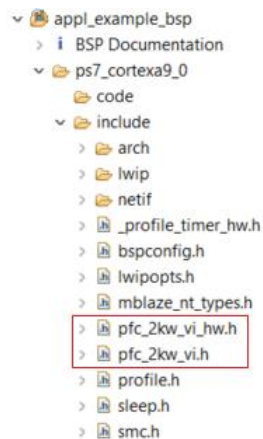 appl_example_bsp
BSP Documentation
ps7_cortexa9_0
code
include
arch
lwip
netif
_profile_timer_hw.h
bspconfig.h
lwipopts.h
mblaze_nt_types.h
pfc_2kw_vi_hw.h
pfc_2kw_vi.h
profile.h
sleep.h
smc.h